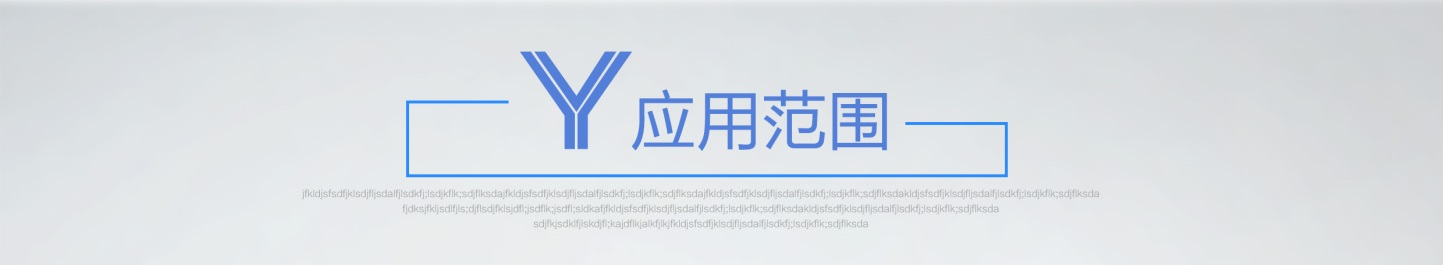 Y 应用范围
jfkldjsfsdfjklsdjfljsdalfjlsdkfj;lsdjkflk;sdjflksdajfkldjsfsdfjklsdjfljsdalfjlsdkfj;lsdjkflk;sdjflksdajfkldjsfsdfjklsdjfljsdalfjlsdkfj;lsdjkflk;sdjflksdakldjsfsdfjklsdjfljsdalfjlsdkfj;lsdjkflk;sdjflksda
fjdksjfkljsdlfjls;djflsdjfklsjdfl;jsdflk;jsdfl;sldkafjfkldjsfsdfjklsdjfljsdalfjlsdkfj;lsdjkflk;sdjflksdakldjsfsdfjklsdjfljsdalfjlsdkfj;lsdjkflk;sdjflksda
sdjfkjsdklfjlskdjfl;kajdflkjalkfjlkjfkldjsfsdfjklsdjfljsdalfjlsdkfj;lsdjkflk;sdjflksda